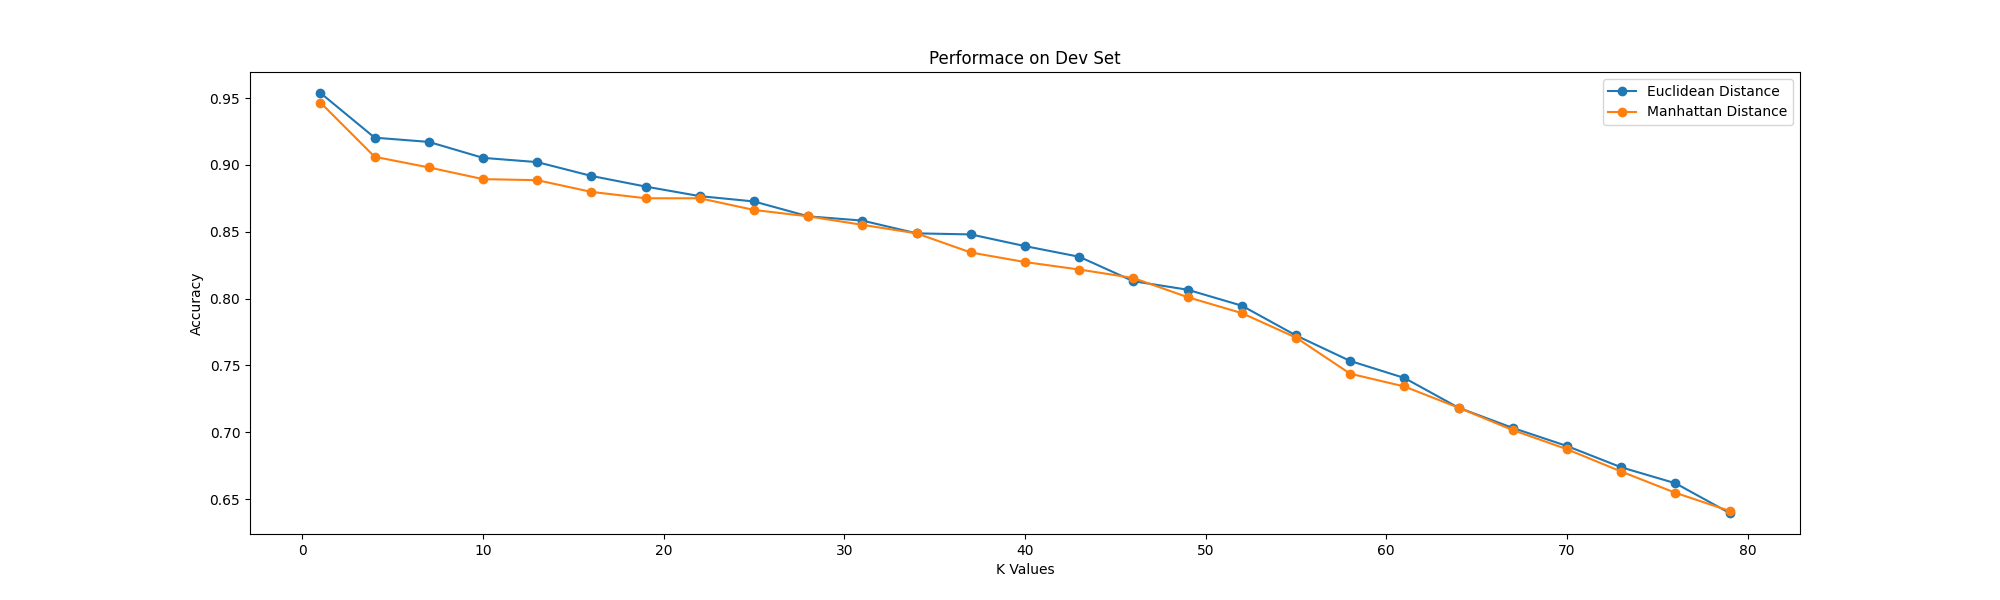 Performace on Dev Set
Euclidean Distance
Manhattan Distance
Accuracy
0.95
0.90
0.85
0.80
0.75
0.70
0.65
0 10 20 30 40 50 60 70 80
K Values